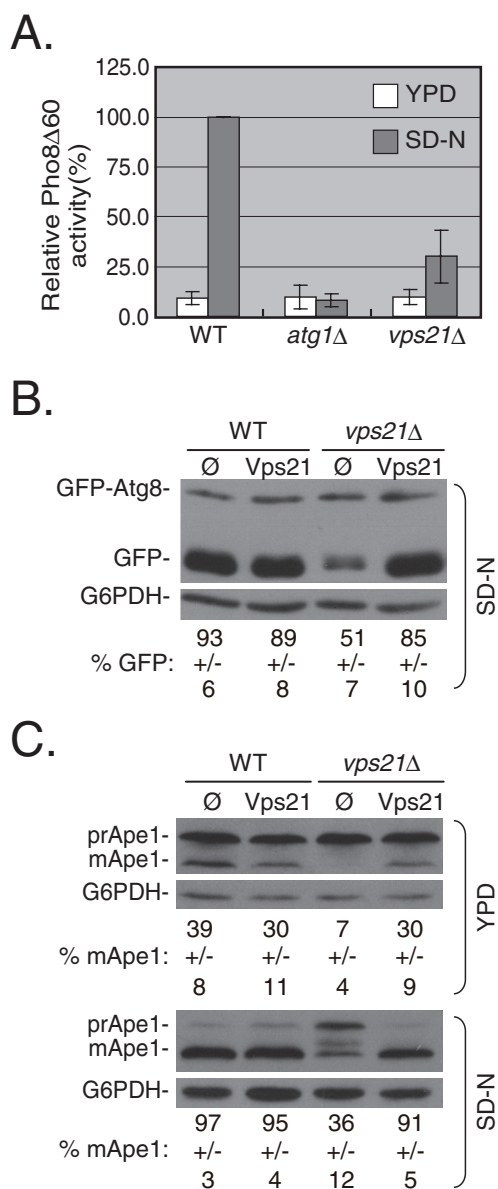 A.
Relative Pho8Δ60
activity(%)
125.0
100.0
75.0
50.0
25.0
0.0
YPD
SD-N
WT
atg1Δ
vps21Δ
B.
WT
vps21Δ
Ø
Vps21
Ø
Vps21
GFP-Atg8-
GFP-
G6PDH-
93
89
51
85
% GFP:
+/-
+/-
+/-
+/-
6
8
7
10
SD-N
C.
WT
vps21Δ
Ø
Vps21
Ø
Vps21
prApe1-
mApe1-
G6PDH-
39
30
7
30
% mApe1:
+/-
+/-
+/-
+/-
8
11
4
9
YPD
prApe1-
mApe1-
G6PDH-
97
95
36
91
% mApe1:
+/-
+/-
+/-
+/-
3
4
12
5
SD-N